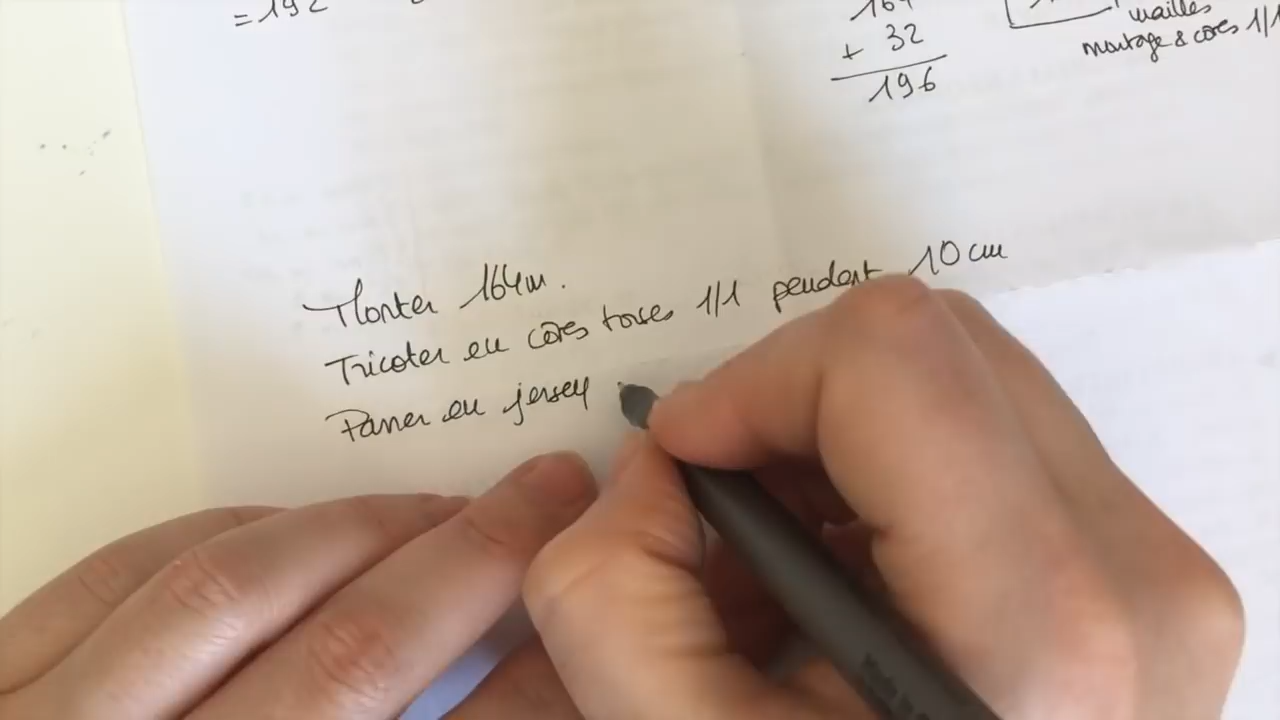 = 192
164
+ 32
196
mailles
montage & côtes 1/1
Monter 164m.
Tricoter en côtes torses 1/1 pendant 10 cm
Passer en jersey